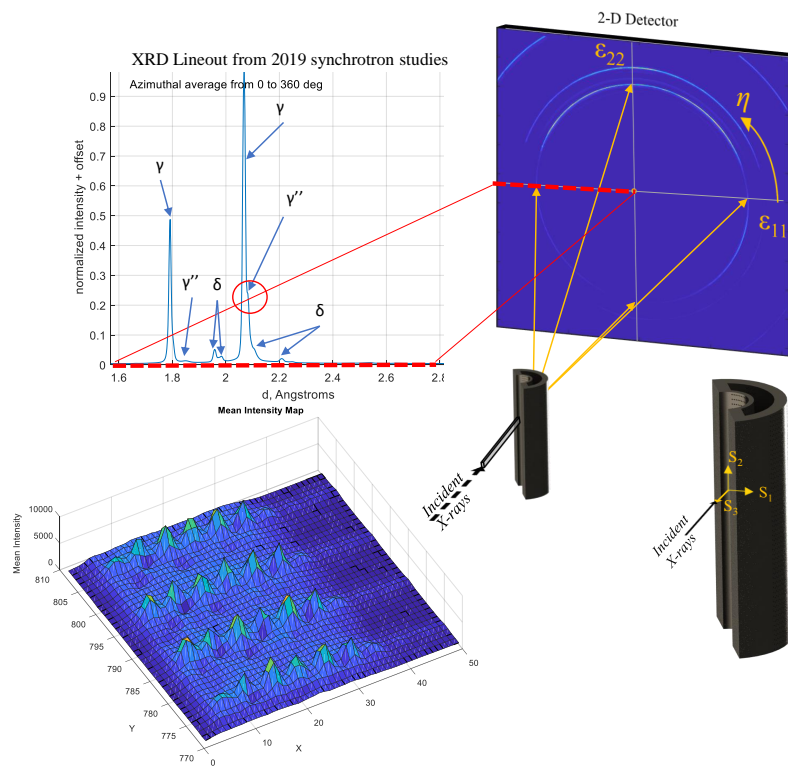 2-D Detector
XRD Lineout from 2019 synchrotron studies
Azimuthal average from 0 to 360 deg
normalized intensity + offset
0.9
0.8
0.7
0.6
0.5
0.4
0.3
0.2
0.1
0
1.6 1.8 2 2.2 2.4 2.6 2.8
d, Angstroms
γ
γ
γ’’
γ’’
δ
δ
ε22
η
ε11
Mean Intensity Map
Mean Intensity
10000
5000
0
810
805
800
795
790
785
780
775
770
Y
0
10
20
30
40
50
X
Incident
X-rays
S2
S1
S3
Incident
X-rays